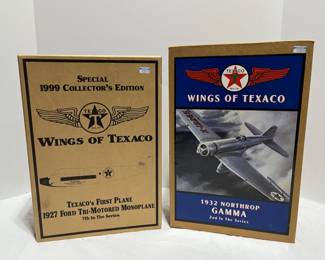 Special
1999 Collector's Edition
TEXACO
Wings of Texaco
Texaco's First Plane
1927 Ford Tri-Motored Monoplane
7th in The Series
TEXACO
WINGS OF TEXACO
1932 NORTHROP
GAMMA
2nd In The Series